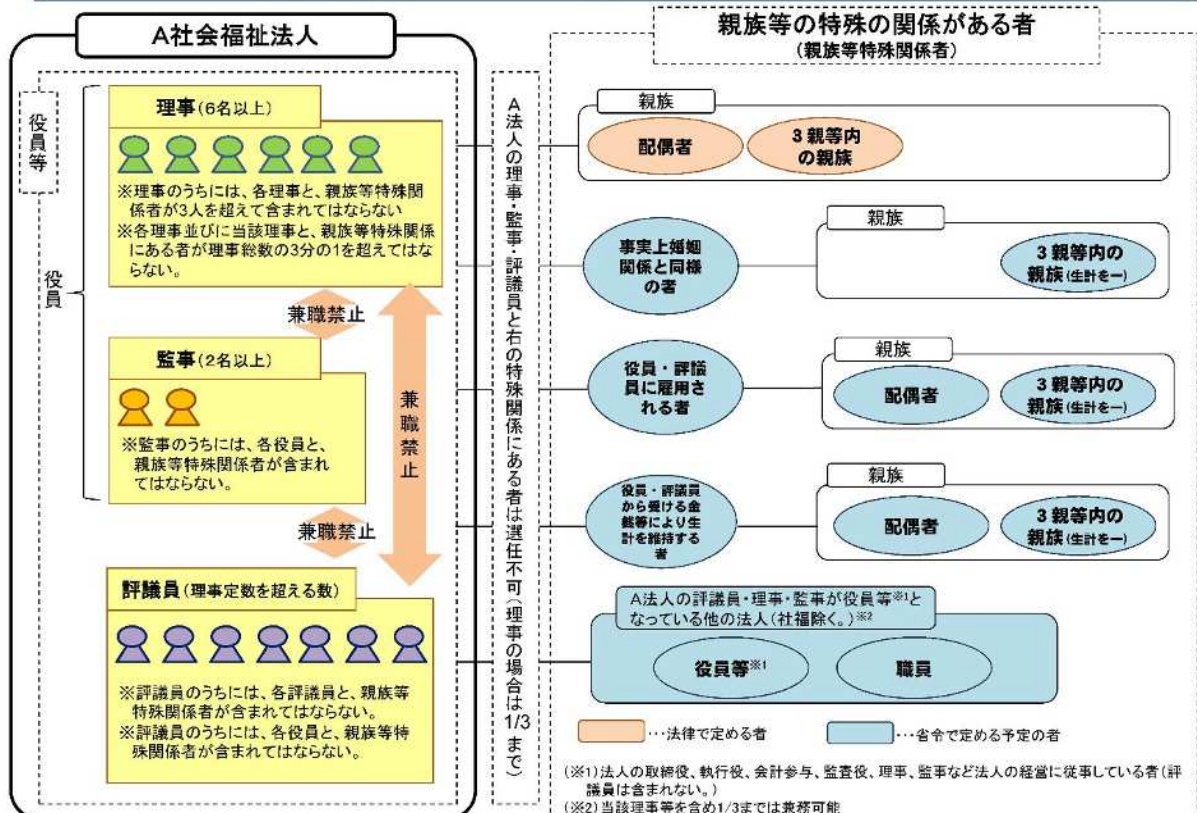 A社会福祉法人
役員等
役員
理事(6名以上)
※理事のうちには、各理事と、親族等特殊関
係者が3人を超えて含まれてはならない
※各理事並びに当該理事と、親族等特殊関係
にある者が理事総数の3分の1を超えてはな
らない。
兼職禁止
監事(2名以上)
※監事のうちには、各役員と、
親族等特殊関係者が含まれ
てはならない。
兼職禁止
兼職禁止
評議員(理事定数を超える数)
※評議員のうちには、各評議員と、親族等
特殊関係者が含まれてはならない。
※評議員のうちには、各役員と、親族等特
殊関係者が含まれてはならない。
A法人の理事・監事・評議員と右の特殊関係にある者は選任不可(理事の場合は1/3まで)
親族等の特殊の関係がある者
(親族等特殊関係者)
親族
配偶者
3親等内
の親族
事実上婚姻
関係と同様
の者
親族
3親等内の
親族(生計を一)
役員・評議
員に雇用さ
れる者
親族
配偶者
3親等内の
親族(生計を一)
役員・評議員
から受ける金
銭等により生
計を維持する
者
親族
配偶者
3親等内の
親族(生計を一)
A法人の評議員・理事・監事が役員等※1と
なっている他の法人(社福除く。)※2
役員等※1
職員
…法律で定める者
…省令で定める予定の者
(※1)法人の取締役、執行役、会計参与、監査役、理事、監事など法人の経営に従事している者(評
議員は含まれない。)
(※2)当該理事等を含め1/3までは兼務可能